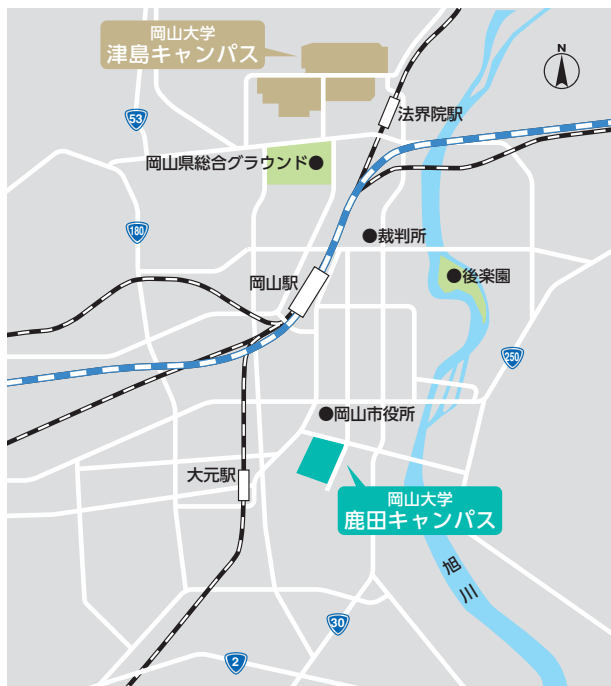 岡山大学
津島キャンパス
N
53
法界院駅
岡山県総合グラウンド
180
裁判所
岡山駅
後楽園
250
岡山市役所
大元駅
岡山大学
鹿田キャンパス
旭川
30
2